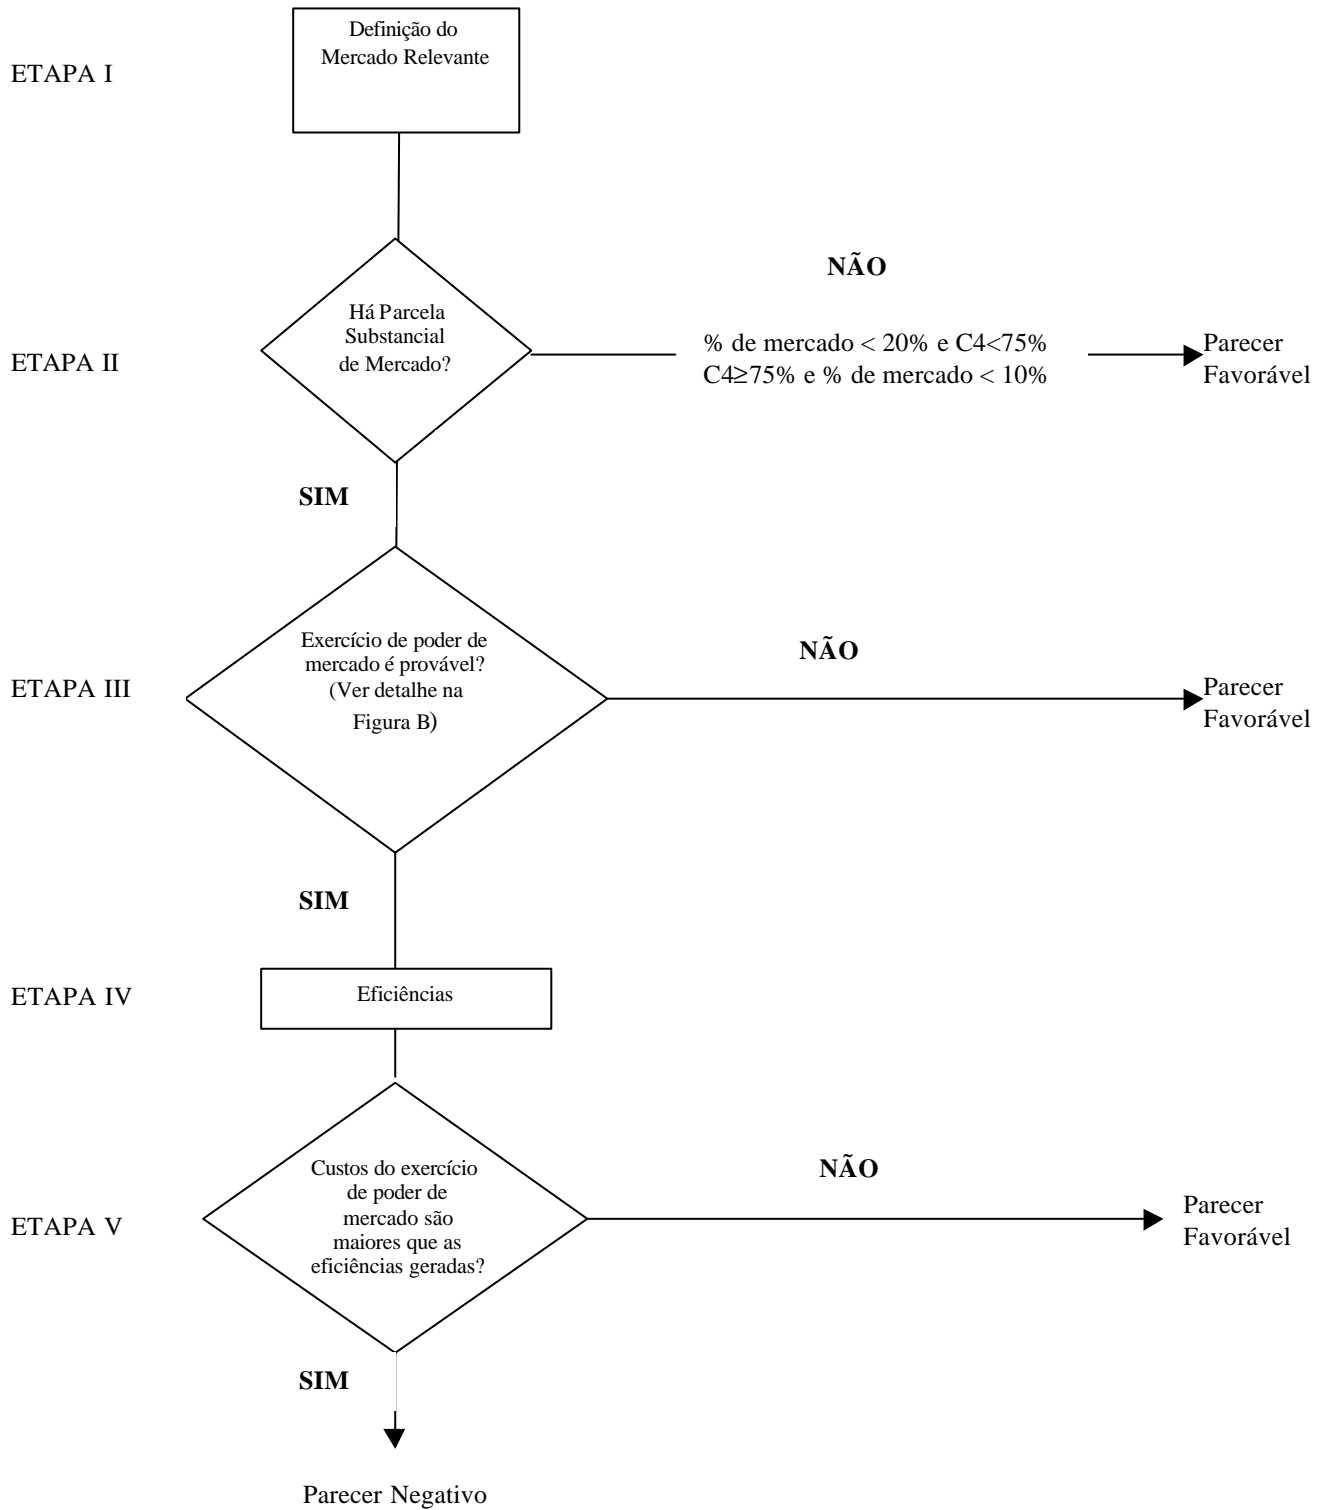 ETAPA I
Definição do
Mercado Relevante
ETAPA II
Há Parcela
Substancial
de Mercado?
NÃO
% de mercado < 20% e C4<75%
C4≥75% e % de mercado < 10%
Parecer
Favorável
SIM
ETAPA III
Exercício de poder de
mercado é provável?
(Ver detalhe na
Figura B)
NÃO
Parecer
Favorável
SIM
ETAPA IV
Eficiências
ETAPA V
Custos do exercício
de poder de
mercado são
maiores que as
eficiências geradas?
NÃO
Parecer
Favorável
SIM
Parecer Negativo